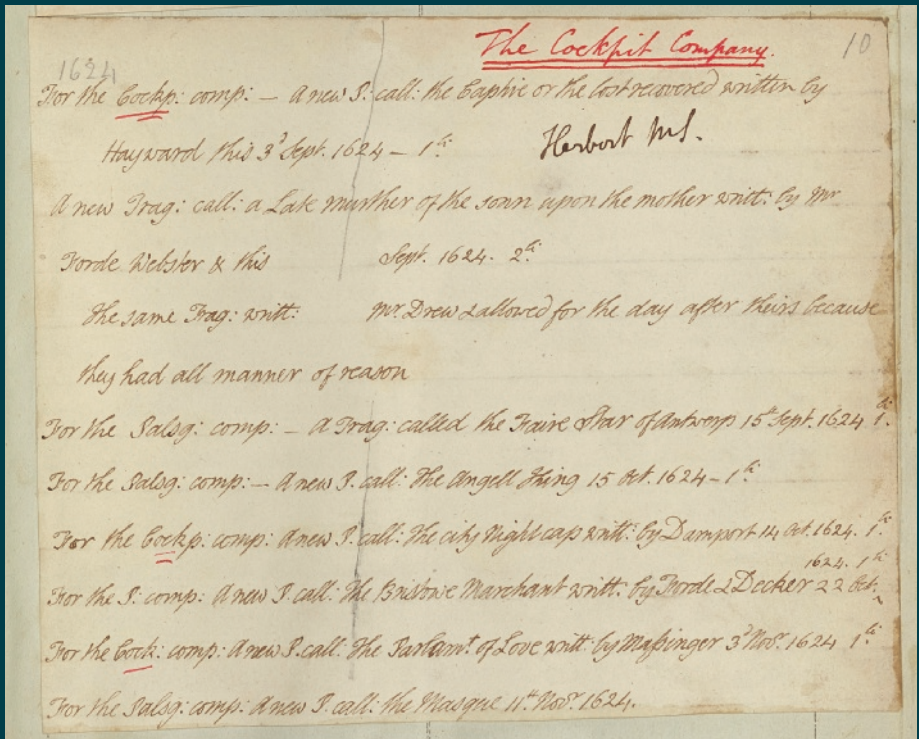 The Cockpit Company.
10
1624
For the Cockp: comp: – A new P. call: the Captive or the lost recovered written by
Hayward this 3d Sept. 1624 – 1li
Herbert MS.
A new Trag: call: a Late murther of the sonn upon the mother writt: by Mr
Forde Webster & this Sept. 1624. 2li
The same Trag: writt: Mr. Drew & allowed for the day after theirs because
they had all manner of reason
For the Palsg: comp: – A Trag: called the Faire Star of Antwerp 15th Sept. 1624 1li
For the Palsg: comp: – A new P. call: the Angell King 15 Oct. 1624 – 1li
For the Cockp: comp: A new P. call: the city Night cap writt: by Damport 14 Oct. 1624. 1li
For the P: comp: A new P. call: the Bristowe Marchant writt: by Forde & Decker 22 Oct. 1624. 1li
For the Cock: comp: A new P. call: The Parlamt of Love writt: by Massinger 3d Nov. 1624 1li
For the Palsg: comp: A new P. call: the Masque 11th Nov. 1624.